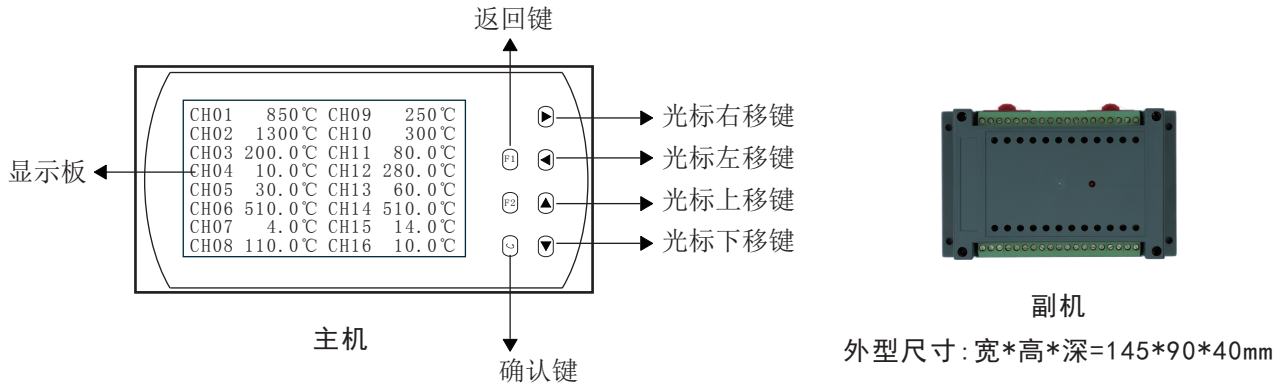 返回键
CH01 850℃ CH09 250℃
CH02 1300℃ CH10 300℃
CH03 200.0℃ CH11 80.0℃
CH04 10.0℃ CH12 280.0℃
CH05 30.0℃ CH13 60.0℃
CH06 510.0℃ CH14 510.0℃
CH07 4.0℃ CH15 14.0℃
CH08 110.0℃ CH16 10.0℃
显示板
F1
F2
光标右移键
光标左移键
光标上移键
光标下移键
确认键
主机
副机
外型尺寸:宽*高*深=145*90*40mm